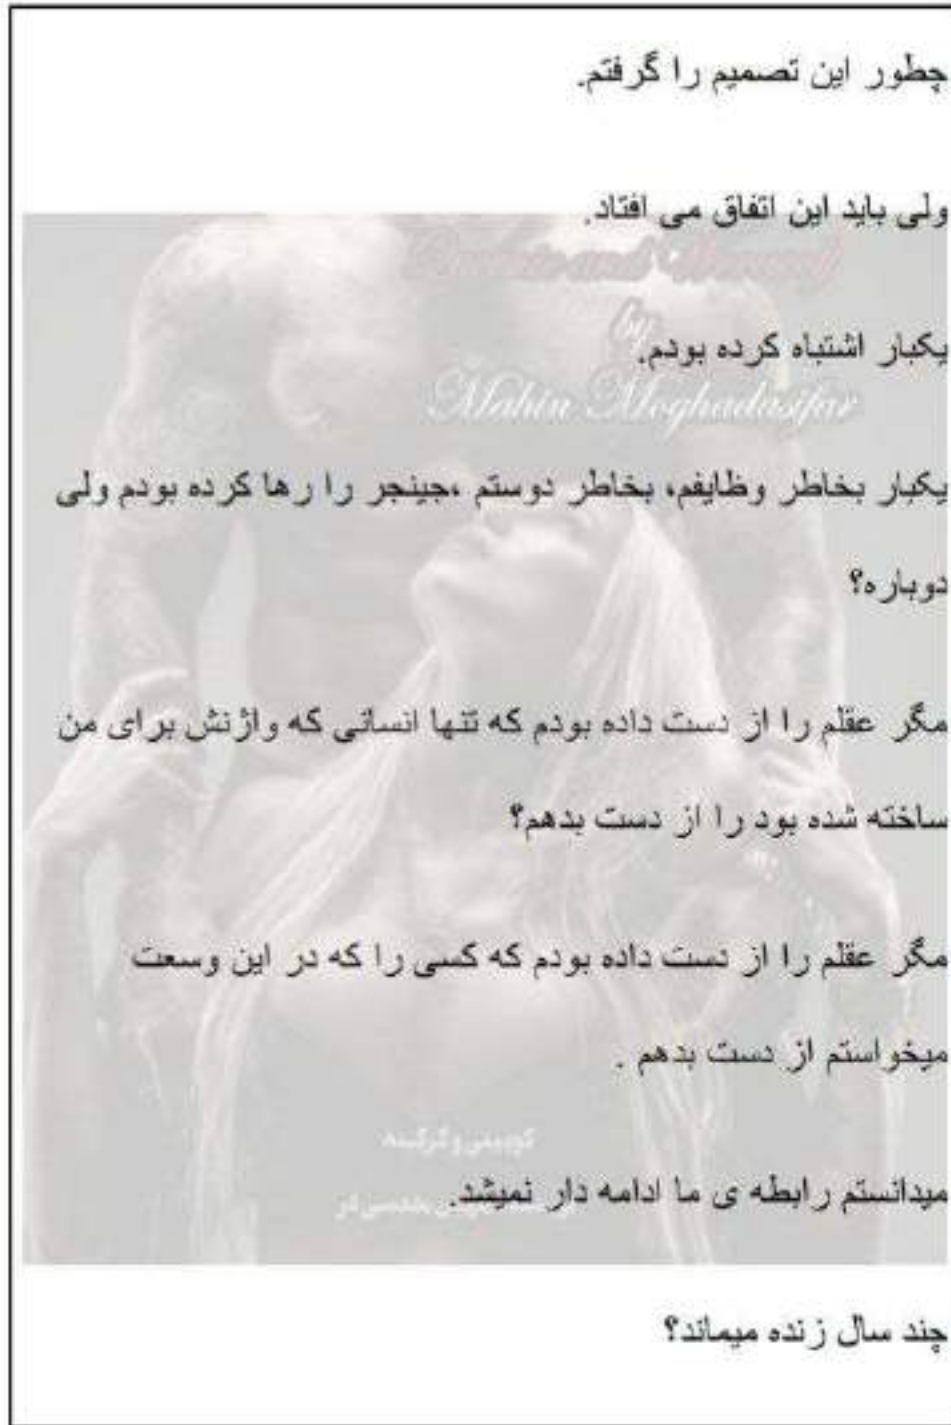 چطور این تصمیم را گرفتم.
ولی باید این اتفاق می افتاد.
by
یکبار اشتباه کرده بودم.
Mahin Moghadasifar
یکبار بخاطر وظایفم، بخاطر دوستم ،جینجر را رها کرده بودم ولی
دوباره؟
مگر عقلم را از دست داده بودم که تنها انسانی که واژنش برای من
ساخته شده بود را از دست بدهم؟
مگر عقلم را از دست داده بودم که کسی را که در این وسعت
میخواستم از دست بدهم .
میدانستم رابطه ی ما ادامه دار نمیشد.
چند سال زنده میماند؟